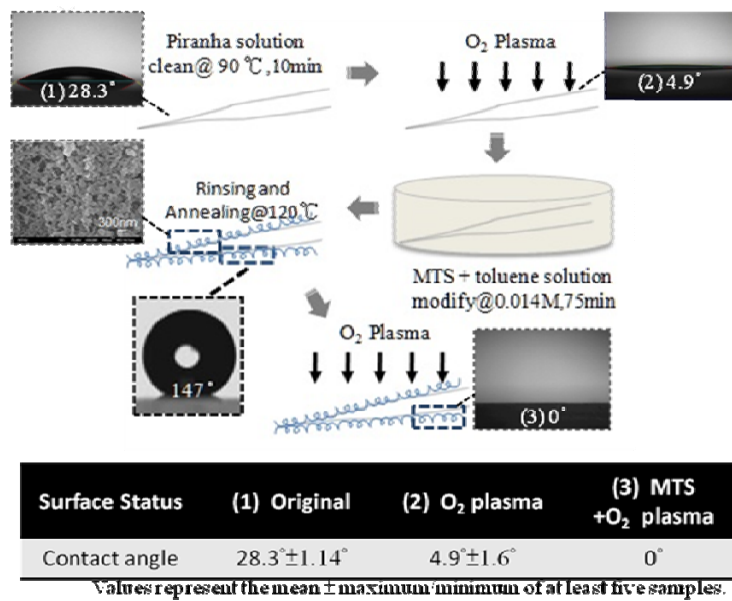 Piranha solution
clean@ 90 ℃,10min
(1)28.3°
O₂ Plasma
(2)4.9°
300nm
Rinsing and
Annealing@120℃
MTS + toluene solution
modify@0.014M,75min
147°
O₂ Plasma
(3)0°
Surface Status (1) Original (2) O₂ plasma (3) MTS
+O₂ plasma
Contact angle 28.3°±1.14° 4.9°±1.6° 0°
Values represent the mean ± maximum/minimum of at least five samples.